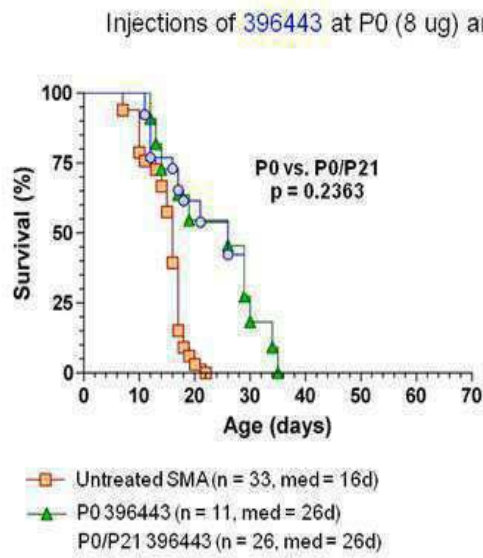 Injections of 396443 at P0 (8 ug) a
P0 vs. P0/P21
p = 0.2363
Survival (%)
100
75
50
25
0
0 10 20 30 40 50 60 70
Age (days)
Untreated SMA (n = 33, med = 16d)
P0 396443 (n = 11, med = 26d)
P0/P21 396443 (n = 26, med = 26d)